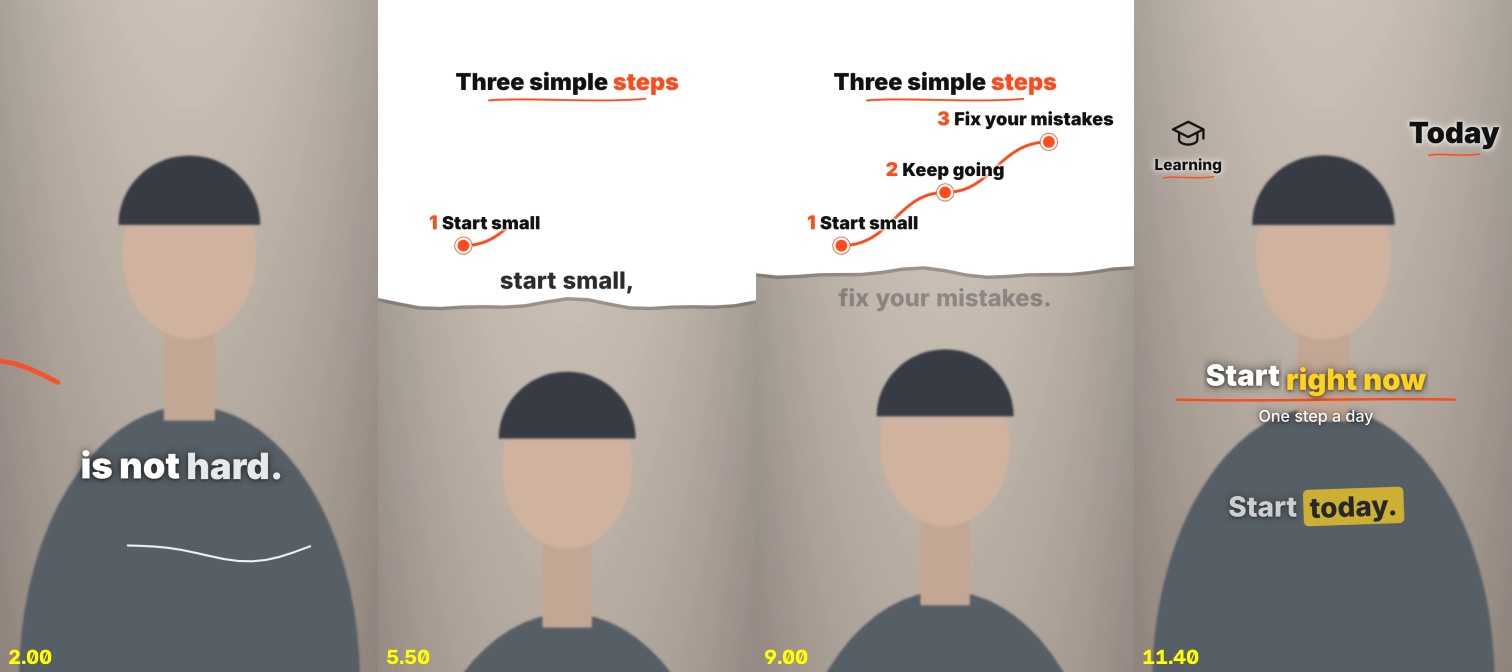 is not hard.
2.00
Three simple steps
1 Start small
start small,
5.50
Three simple steps
3 Fix your mistakes
2 Keep going
1 Start small
fix your mistakes.
9.00
Today
Learning
Start right now
One step a day
Start today.
11.40